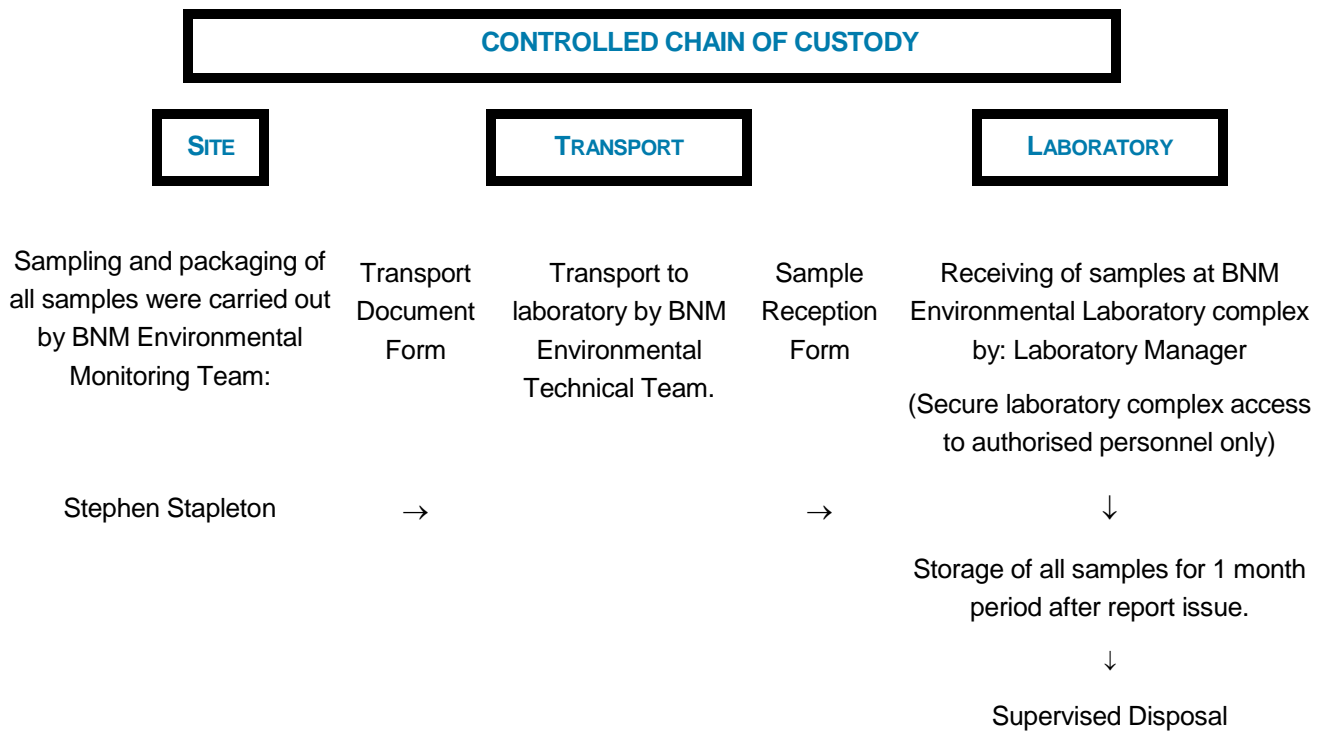 CONTROLLED CHAIN OF CUSTODY
SITE
TRANSPORT
LABORATORY
Sampling and packaging of
all samples were carried out
by BNM Environmental
Monitoring Team:
Transport
Document
Form
Transport to
laboratory by BNM
Environmental
Technical Team.
Sample
Reception
Form
Receiving of samples at BNM
Environmental Laboratory complex
by: Laboratory Manager
(Secure laboratory complex access
to authorised personnel only)
Stephen Stapleton
→
→
↓
Storage of all samples for 1 month
period after report issue.
↓
Supervised Disposal